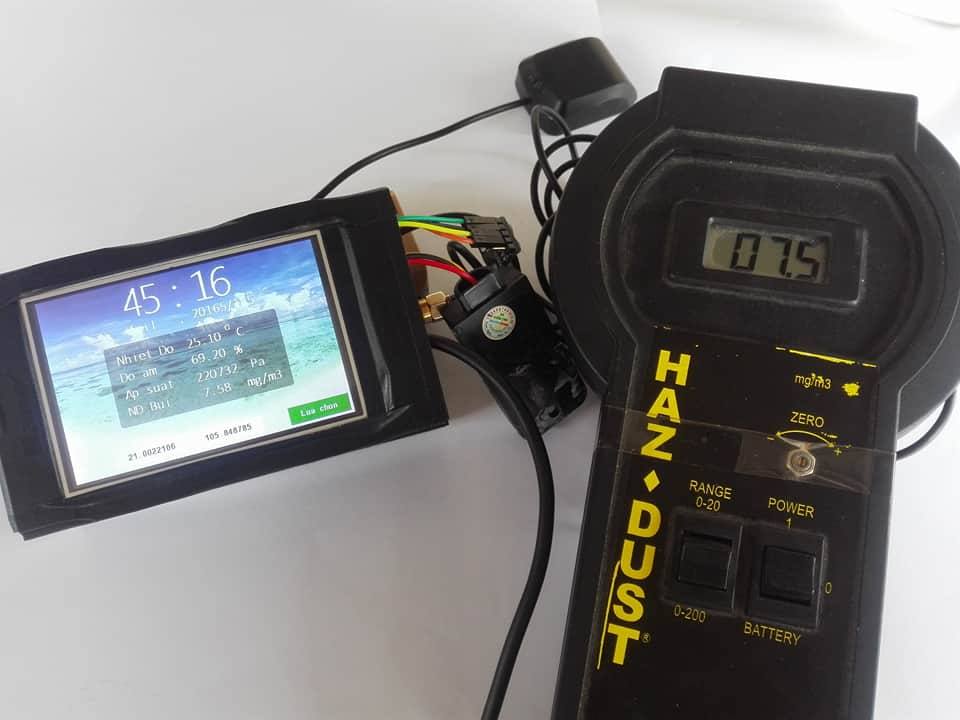 45 : 16
Nhiet Do 25.10 °C
Do am 69.20 %
Ap suat 220732 Pa
ND Bui 7.58 mg/m3
Lua chon
21.0022106 105.848785
07.5
HAZ DUST®
mg/m3
ZERO
+
RANGE
0-20
0-200
POWER
1
0
BATTERY